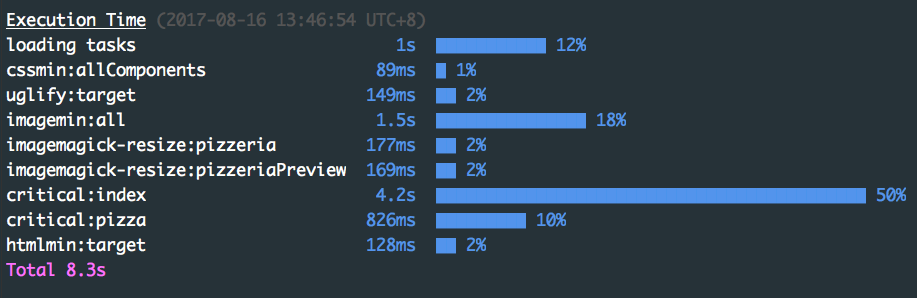 Execution Time (2017-08-16 13:46:54 UTC+8)
loading tasks 1s 12%
cssmin:allComponents 89ms 1%
uglify:target 149ms 2%
imagemin:all 1.5s 18%
imagemagick-resize:pizzeria 177ms 2%
imagemagick-resize:pizzeriaPreview 169ms 2%
critical:index 4.2s 50%
critical:pizza 826ms 10%
htmlmin:target 128ms 2%
Total 8.3s